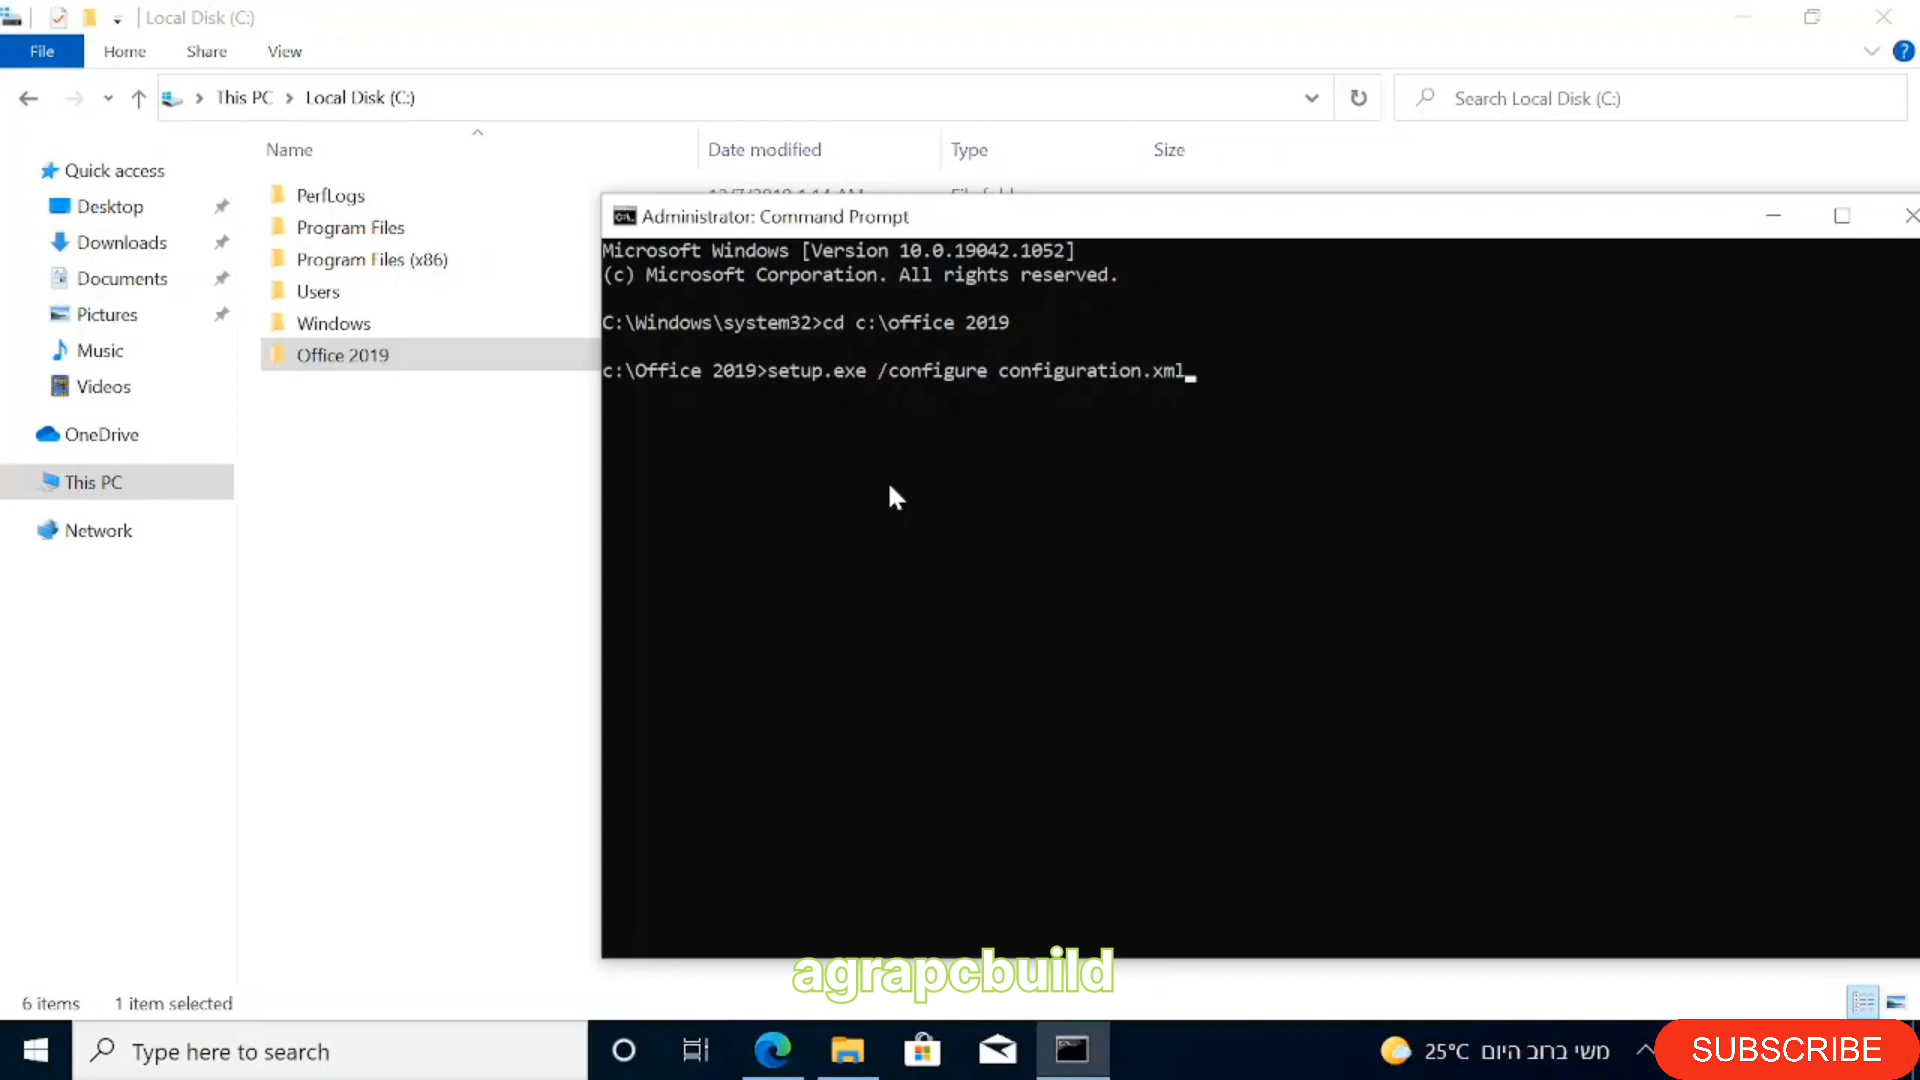 Local Disk (C:)
File Home Share View
This PC Local Disk (C:)
Search Local Disk (C:)
Name Date modified Type Size
Quick access
Desktop
Downloads
Documents
Pictures
Music
Videos
OneDrive
This PC
Network
PerfLogs
Program Files
Program Files (x86)
Users
Windows
Office 2019
Administrator: Command Prompt
Microsoft Windows [Version 10.0.19042.1052]
(c) Microsoft Corporation. All rights reserved.
C:\Windows\system32>cd c:\office 2019
c:\Office 2019>setup.exe /configure configuration.xml
agrapcbuild
6 items 1 item selected
Type here to search
25°C משי ברוב היום
SUBSCRIBE